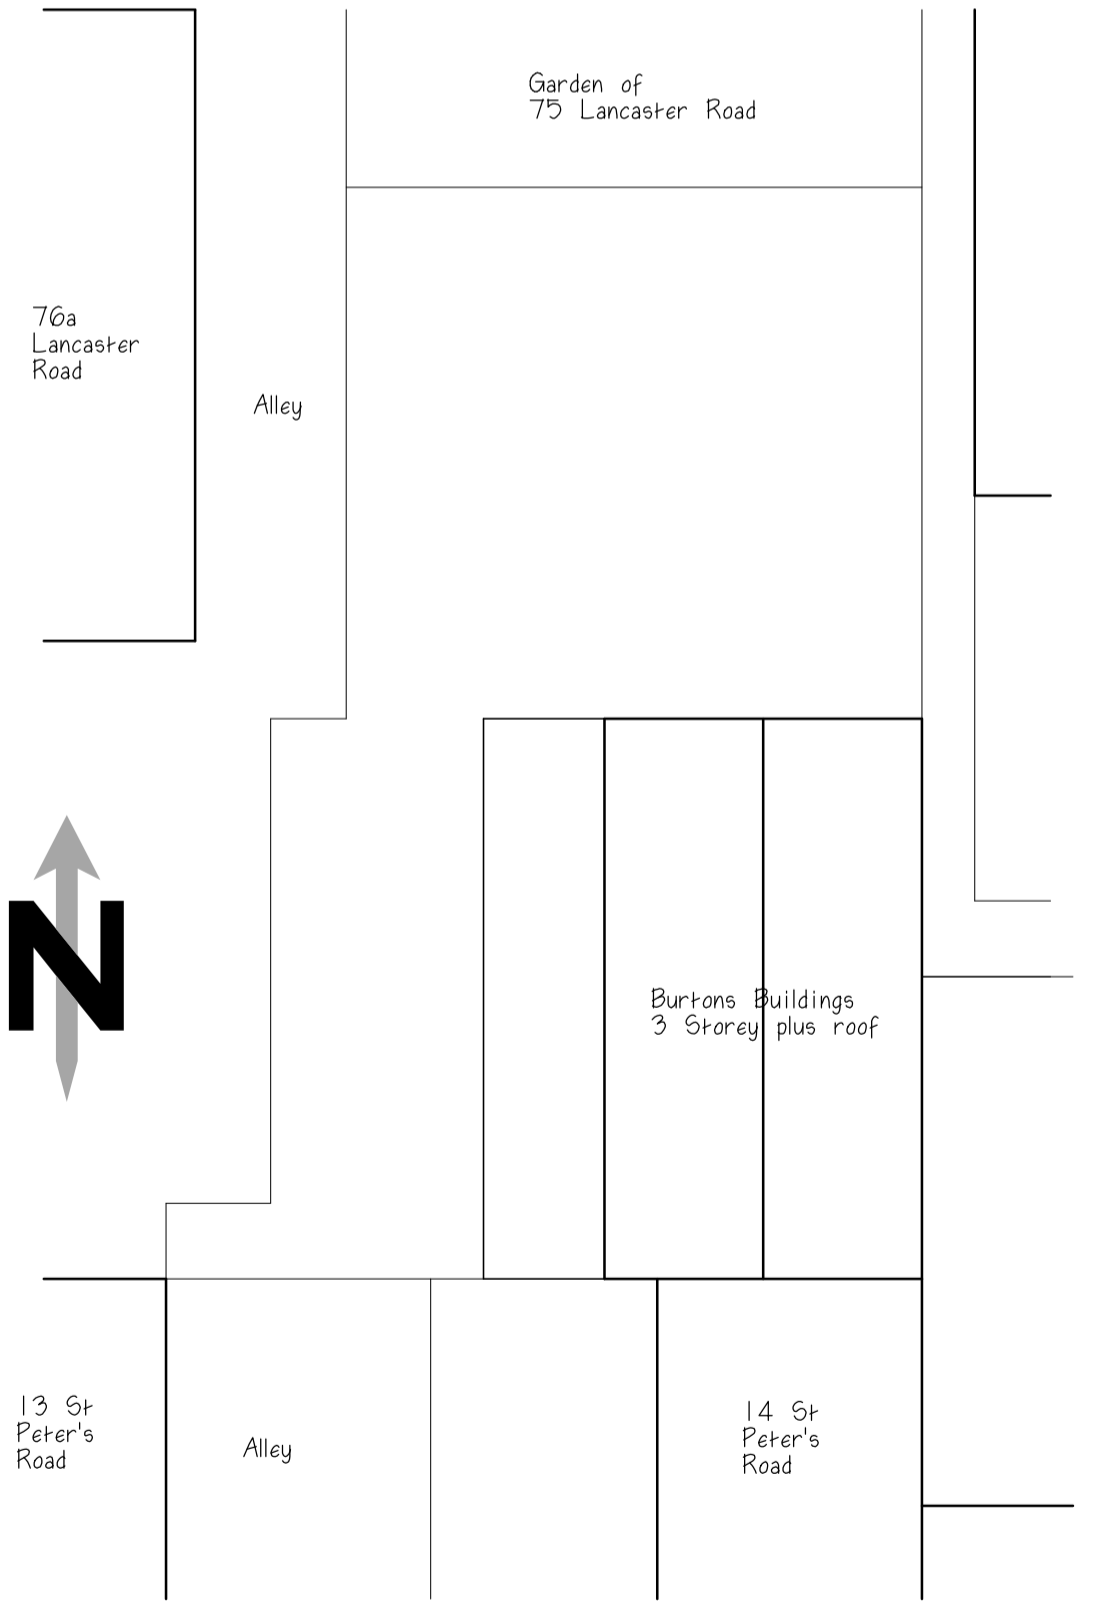 Garden of
75 Lancaster Road
76a
Lancaster
Road
Alley
N
Burtons Buildings
3 Storey plus roof
13 St
Peter's
Road
Alley
14 St
Peter's
Road